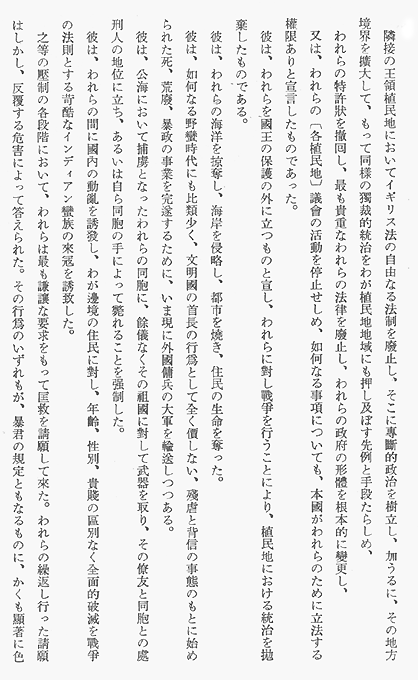 隣接の王領植民地においてイギリス法の自由なる法制を廢止し、そこに專斷的政治を樹立し、加うるに、その地方
境界を擴大して、もって同樣の獨裁的統治をわが植民地地域にも押し及ぼす先例と手段たらしめ、
われらの特許狀を撤回し、最も貴重なわれらの法律を廢止し、われらの政府の形體を根本的に變更し、
又は、われらの〔各植民地〕議會の活動を停止せしめ、如何なる事項についても、本國がわれらのために立法する
權限ありと宣言したものであった。
彼は、われらを國王の保護の外に立つものと宣し、われらに對し戰爭を行うことにより、植民地における統治を抛
棄したものである。
彼は、われらの海洋を掠奪し、海岸を侵略し、都市を燒き、住民の生命を奪った。
彼は、如何なる野蠻時代にも比類少く、文明國の首長の行爲として全く價しない、殘虐と背信の事態のもとに始め
られた死、荒廢、暴政の事業を完遂するために、いま現に外國傭兵の大軍を輸送しつつある。
彼は、公海において捕虜となったわれらの同胞に、餘儀なくその祖國に對して武器を取り、その僚友と同胞との處
刑人の地位に立ち、あるいは自ら同胞の手によって斃れることを强制した。
彼は、われらの間に國內の動亂を誘發し、わが邊境の住民に對し、年齡、性別、貴賤の區別なく全面的破滅を戰爭
の法則とする苛酷なインディアン蠻族の來寇を誘致した。
之等の壓制の各段階において、われらは最も謙讓な要求をもって匡救を請願して來た。われらの繰返し行った請願
はしかし、反覆する危害によって答えられた。その行爲のいずれもが、暴君の規定ともなるものに、かくも顯著に色